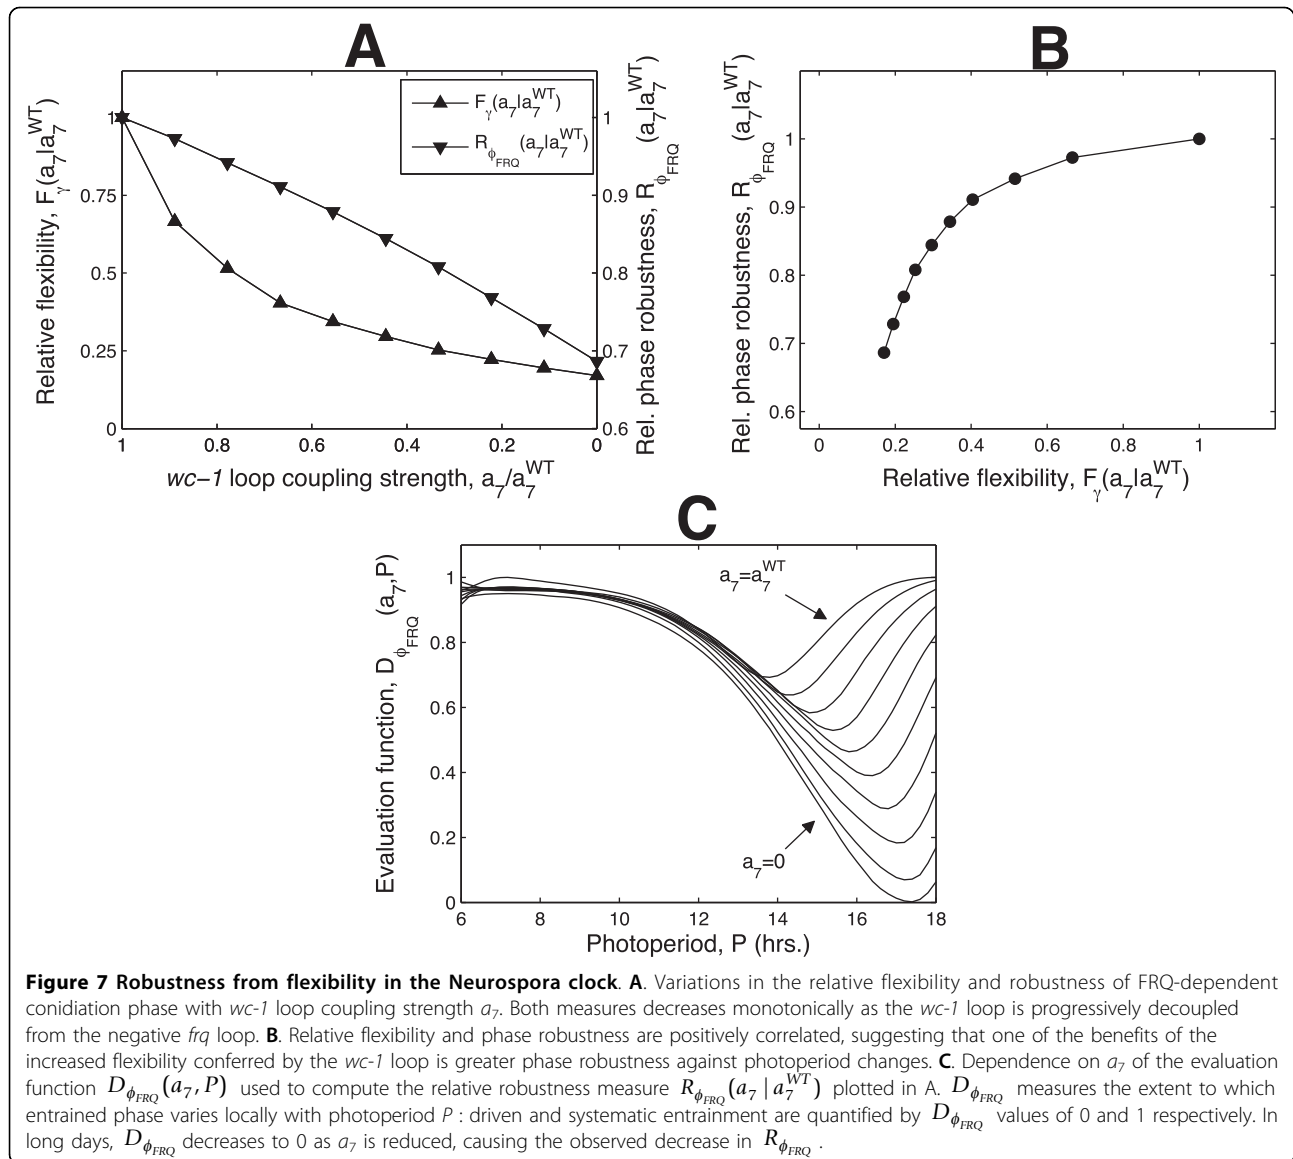 A
Relative flexibility, F_γ(a_7|a_7^WT)
1
0.75
0.5
0.25
0
F_γ(a_7|a_7^WT)
R_ϕ_FRQ (a_7|a_7^WT)
1
0.9
0.8
0.7
0.6
Rel. phase robustness, R_ϕ_FRQ (a_7|a_7^WT)
1 0.8 0.6 0.4 0.2 0
wc−1 loop coupling strength, a_7/a_7^WT
B
Rel. phase robustness, R_ϕ_FRQ (a_7|a_7^WT)
1
0.9
0.8
0.7
0.6
0 0.2 0.4 0.6 0.8 1
Relative flexibility, F_γ(a_7|a_7^WT)
C
Evaluation function, D_ϕ_FRQ (a_7,P)
1
0.8
0.6
0.4
0.2
0
a_7=a_7^WT
a_7=0
6 8 10 12 14 16 18
Photoperiod, P (hrs.)
Figure 7 Robustness from flexibility in the Neurospora clock. A. Variations in the relative flexibility and robustness of FRQ-dependent
conidiation phase with wc-1 loop coupling strength a_7. Both measures decreases monotonically as the wc-1 loop is progressively decoupled
from the negative frq loop. B. Relative flexibility and phase robustness are positively correlated, suggesting that one of the benefits of the
increased flexibility conferred by the wc-1 loop is greater phase robustness against photoperiod changes. C. Dependence on a_7 of the evaluation
function D_ϕ_FRQ(a_7, P) used to compute the relative robustness measure R_ϕ_FRQ(a_7 | a_7^WT) plotted in A. D_ϕ_FRQ measures the extent to which
entrained phase varies locally with photoperiod P : driven and systematic entrainment are quantified by D_ϕ_FRQ values of 0 and 1 respectively. In
long days, D_ϕ_FRQ decreases to 0 as a_7 is reduced, causing the observed decrease in R_ϕ_FRQ .